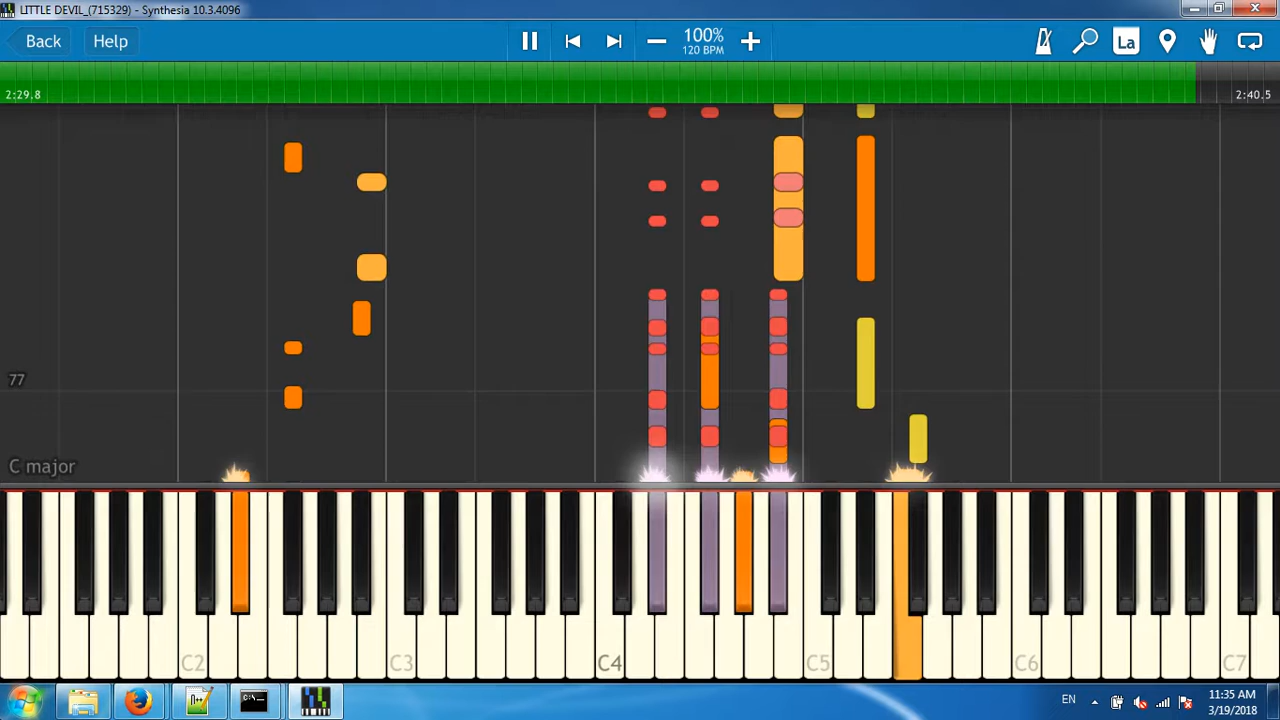 LITTLE DEVIL_(715329) - Synthesia 10.3.4096
Back Help 100% La
120 BPM
2:29,8 2:40.5
77
C major
C2 C3 C4 C5 C6 C7
EN 11:35 AM
3/19/2018